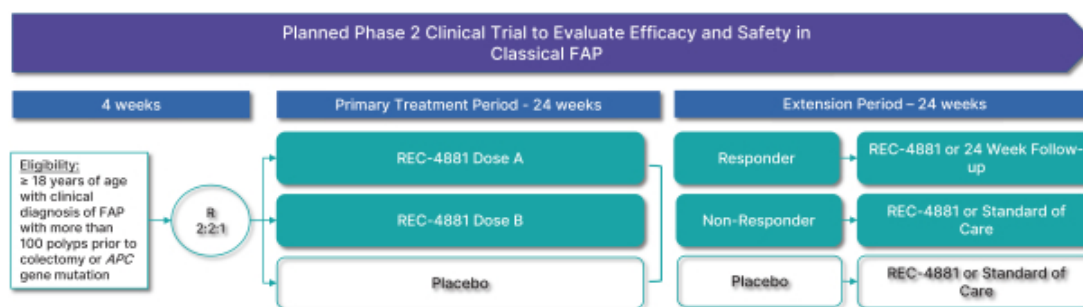 Planned Phase 2 Clinical Trial to Evaluate Efficacy and Safety in
Classical FAP
4 weeks
Primary Treatment Period - 24 weeks
Extension Period – 24 weeks
Eligibility:
≥ 18 years of age
with clinical
diagnosis of FAP
with more than
100 polyps prior to
colectomy or APC
gene mutation
R
2:2:1
REC-4881 Dose A
REC-4881 Dose B
Placebo
Responder
REC-4881 or 24 Week Follow-
up
Non-Responder
REC-4881 or Standard of
Care
Placebo
REC-4881 or Standard of
Care